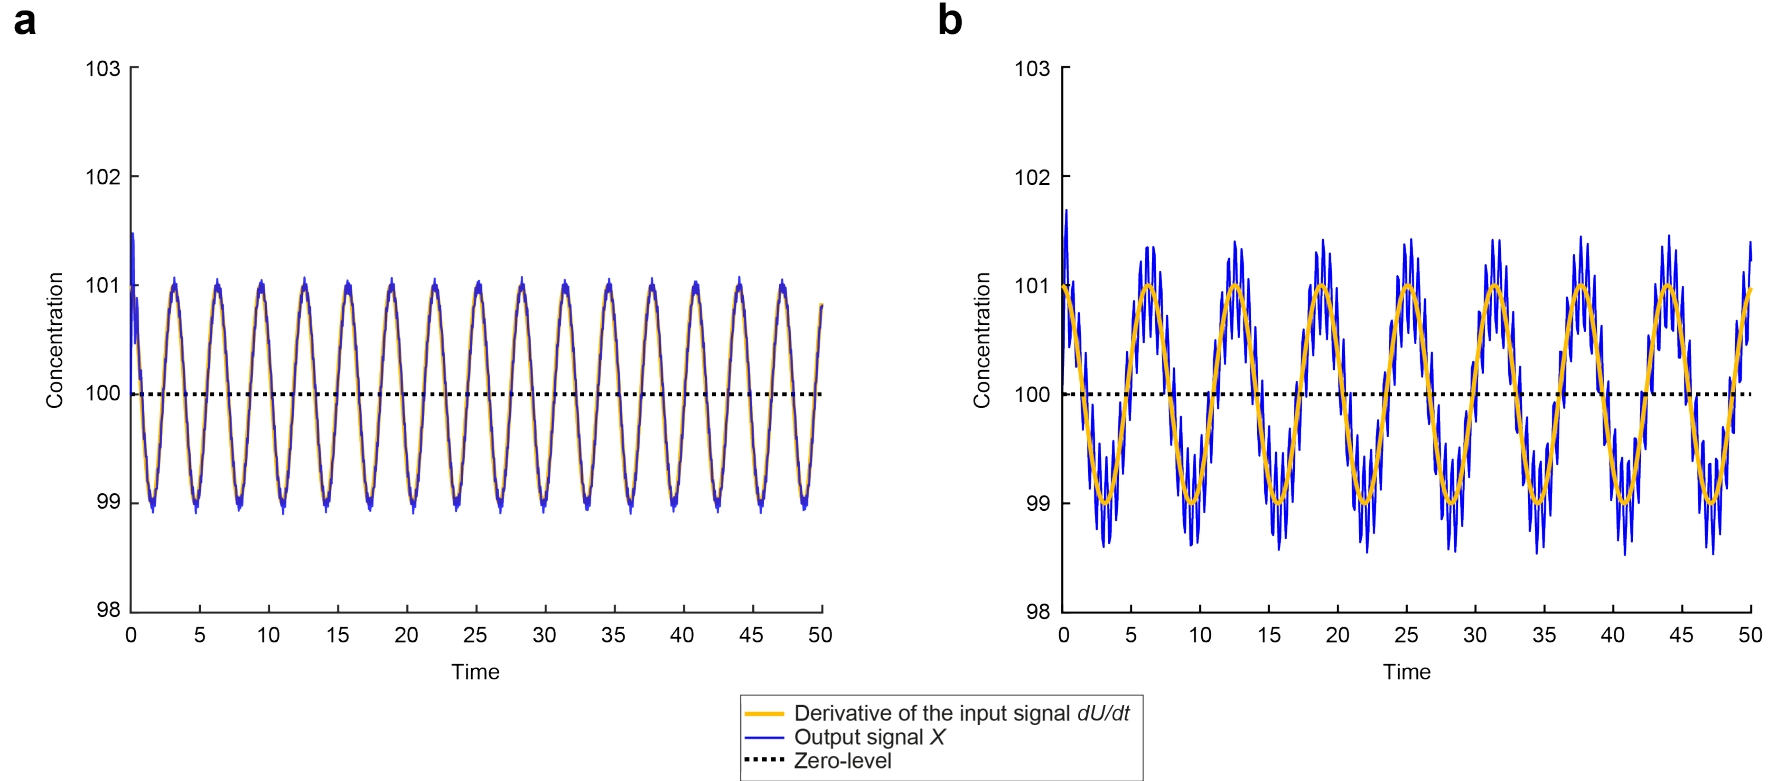 a
b
103
102
101
100
99
98
Concentration
0 5 10 15 20 25 30 35 40 45 50
Time
103
102
101
100
99
98
Concentration
0 5 10 15 20 25 30 35 40 45 50
Time
Derivative of the input signal dU/dt
Output signal X
Zero-level